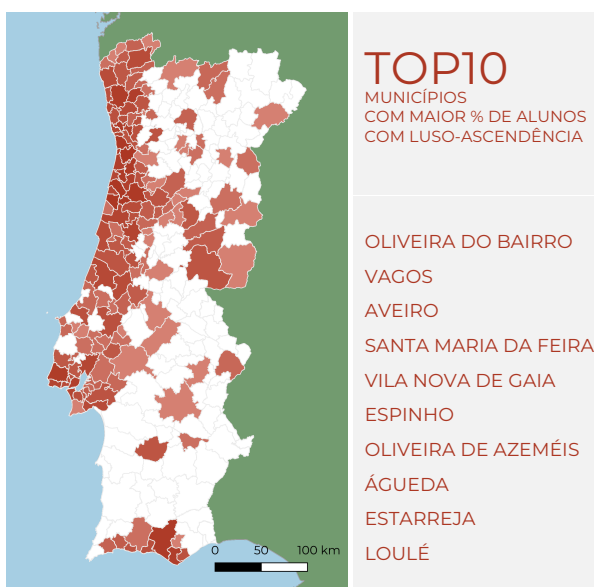 TOP10
MUNICÍPIOS
COM MAIOR % DE ALUNOS
COM LUSO-ASCENDÊNCIA
OLIVEIRA DO BAIRRO
VAGOS
AVEIRO
SANTA MARIA DA FEIRA
VILA NOVA DE GAIA
ESPINHO
OLIVEIRA DE AZEMÉIS
ÁGUEDA
ESTARREJA
LOULÉ
0 50 100 km